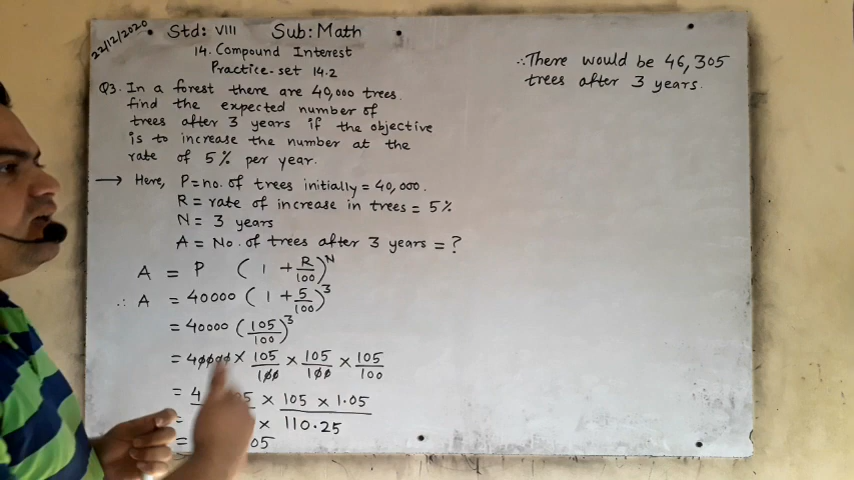 22/12/2020
Std: VIII Sub: Math
14. Compound Interest
Practice-set 14.2
Q3. In a forest there are 40,000 trees.
find the expected number of
trees after 3 years if the objective
is to increase the number at the
rate of 5% per year.
→ Here, P = no. of trees initially = 40,000.
R = rate of increase in trees = 5%
N = 3 years
A = No. of trees after 3 years = ?
A = P (1 + R/100)^N
∴ A = 40000 (1 + 5/100)^3
= 40000 (105/100)^3
= 40000 × 105/100 × 105/100 × 105/100
= 4 × 105 × 1.05
= × 110.25
= 05
∴ There would be 46,305
trees after 3 years.